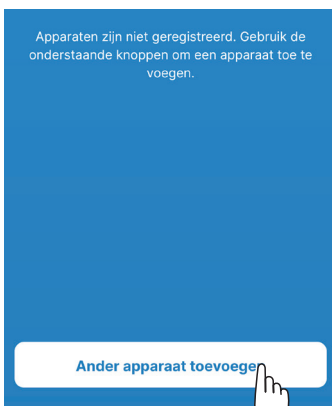 Apparaten zijn niet geregistreerd. Gebruik de
onderstaande knoppen om een apparaat toe te
voegen.
Ander apparaat toevoegen